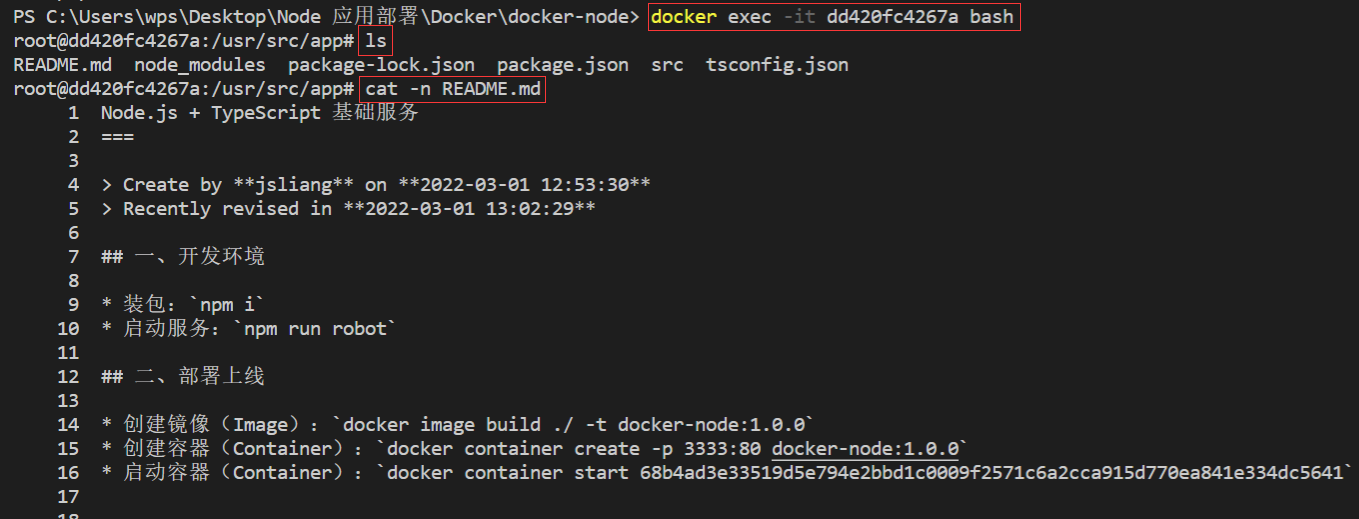 PS C:\Users\wps\Desktop\Node 应用部署\Docker\docker-node> docker exec -it dd420fc4267a bash
root@dd420fc4267a:/usr/src/app# ls
README.md  node_modules  package-lock.json  package.json  src  tsconfig.json
root@dd420fc4267a:/usr/src/app# cat -n README.md
     1  Node.js + TypeScript 基础服务
     2  ===
     3
     4  > Create by **jsliang** on **2022-03-01 12:53:30**
     5  > Recently revised in **2022-03-01 13:02:29**
     6
     7  ## 一、开发环境
     8
     9  * 装包：`npm i`
    10  * 启动服务：`npm run robot`
    11
    12  ## 二、部署上线
    13
    14  * 创建镜像（Image）：`docker image build ./ -t docker-node:1.0.0`
    15  * 创建容器（Container）：`docker container create -p 3333:80 docker-node:1.0.0`
    16  * 启动容器（Container）：`docker container start 68b4ad3e33519d5e794e2bbd1c0009f2571c6a2cca915d770ea841e334dc5641`
    17